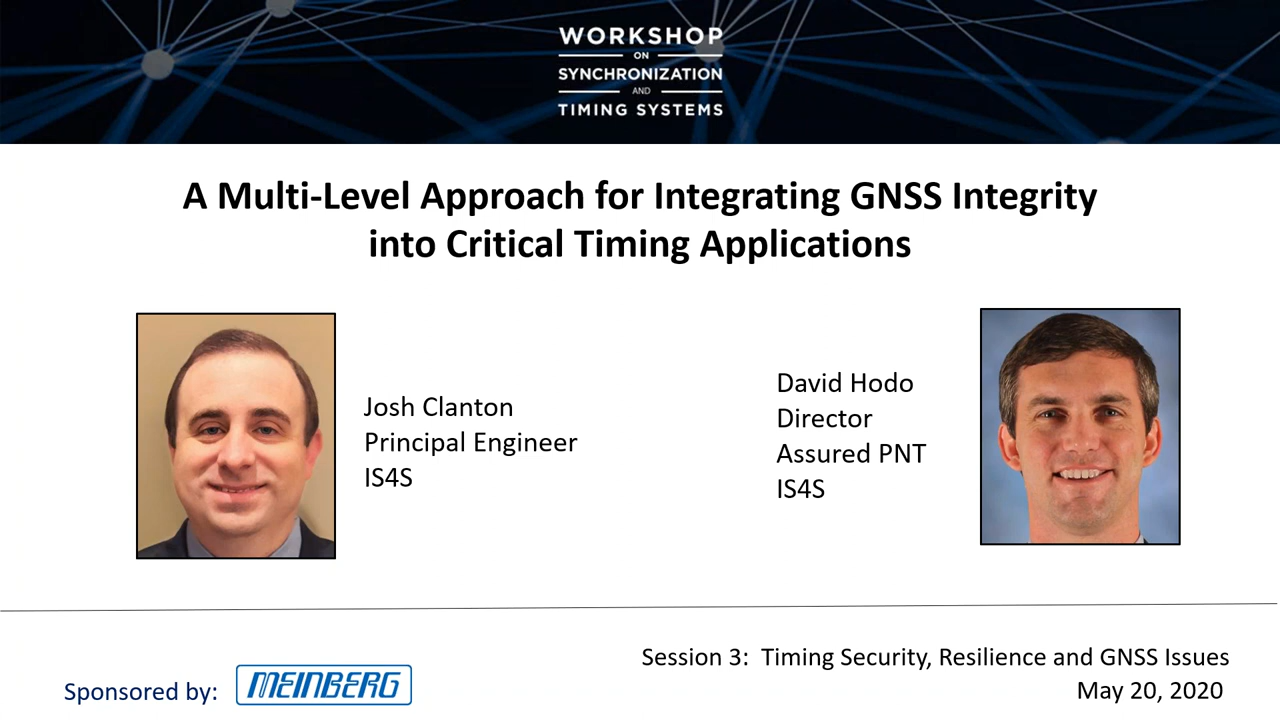 WORKSHOP
ON
SYNCHRONIZATION
AND
TIMING SYSTEMS
A Multi-Level Approach for Integrating GNSS Integrity
into Critical Timing Applications
Josh Clanton
Principal Engineer
IS4S
David Hodo
Director
Assured PNT
IS4S
Session 3:  Timing Security, Resilience and GNSS Issues
May 20, 2020
Sponsored by:
MEINBERG